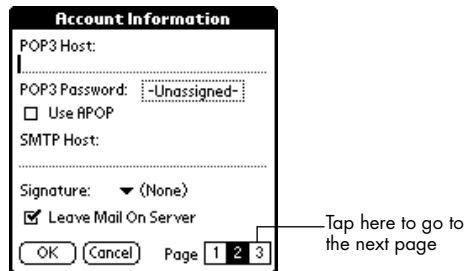 Account Information
POP3 Host:
POP3 Password: -Unassigned-
Use APOP
SMTP Host:
Signature: (None)
Leave Mail On Server
OK Cancel Page 1 2 3
Tap here to go to
the next page